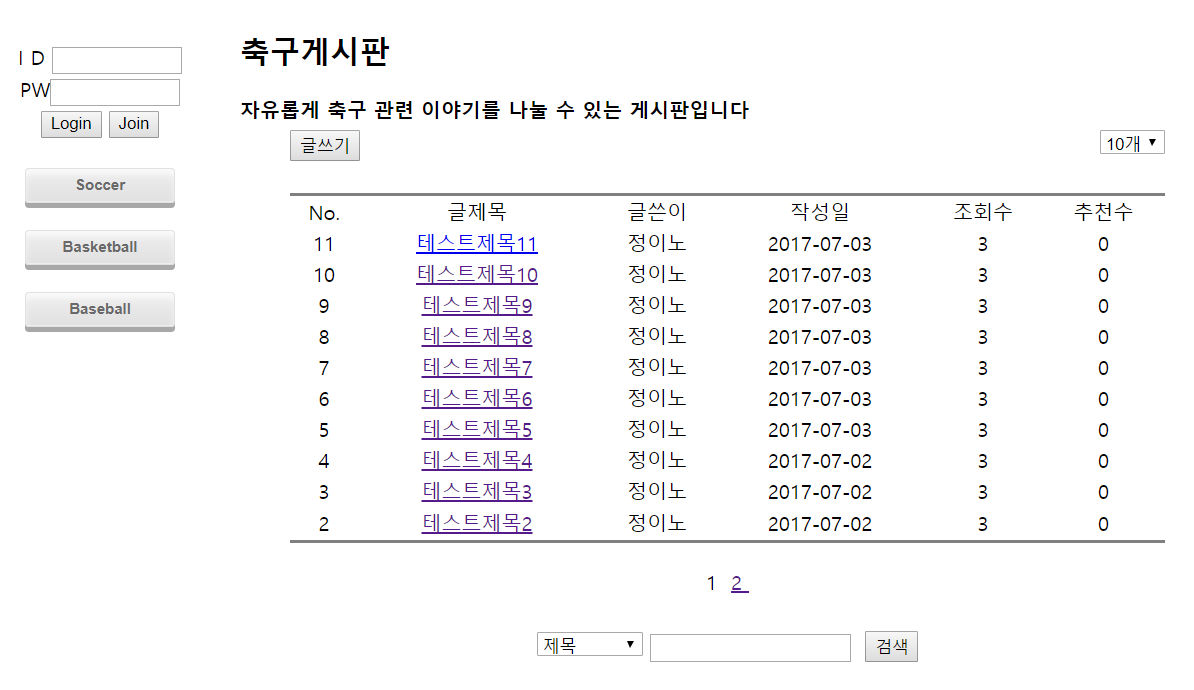 I D
PW
Login Join
Soccer
Basketball
Baseball
축구게시판
자유롭게 축구 관련 이야기를 나눌 수 있는 게시판입니다
글쓰기 10개
No. 글제목 글쓴이 작성일 조회수 추천수
11 테스트제목11 정이노 2017-07-03 3 0
10 테스트제목10 정이노 2017-07-03 3 0
9 테스트제목9 정이노 2017-07-03 3 0
8 테스트제목8 정이노 2017-07-03 3 0
7 테스트제목7 정이노 2017-07-03 3 0
6 테스트제목6 정이노 2017-07-03 3 0
5 테스트제목5 정이노 2017-07-03 3 0
4 테스트제목4 정이노 2017-07-02 3 0
3 테스트제목3 정이노 2017-07-02 3 0
2 테스트제목2 정이노 2017-07-02 3 0
1 2
제목 검색